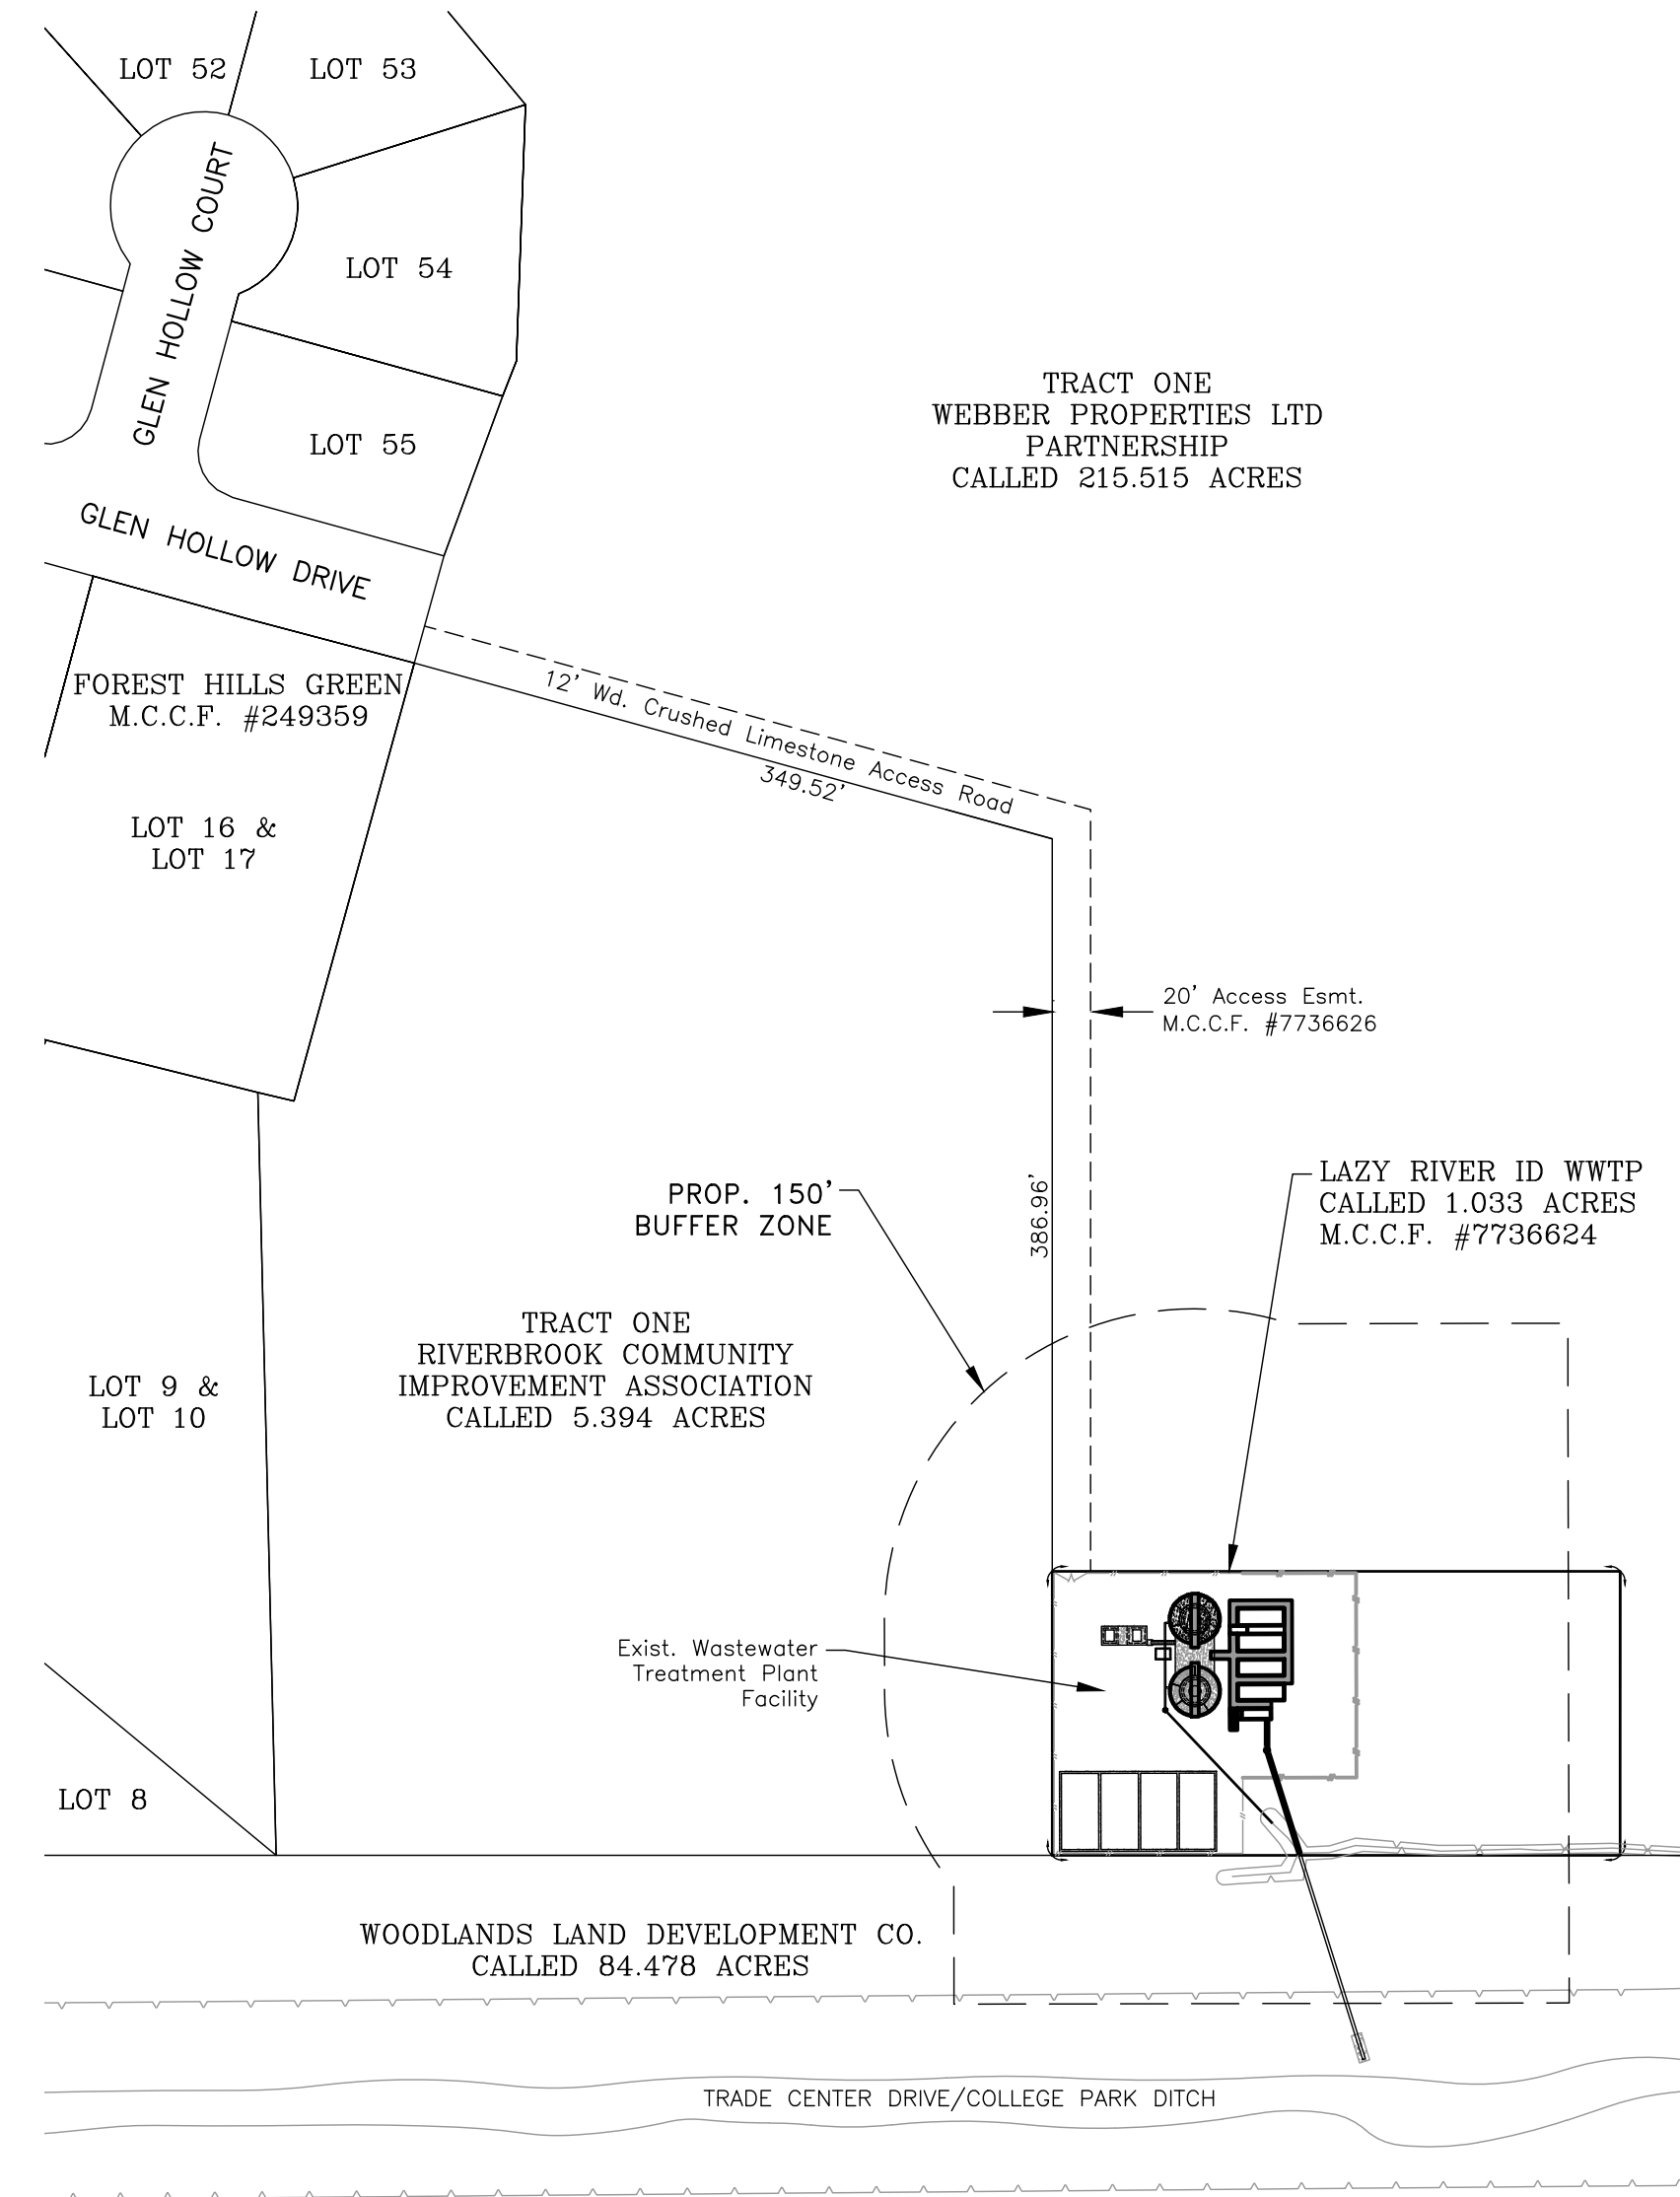 LOT 52
LOT 53
GLEN HOLLOW COURT
LOT 54
LOT 55
TRACT ONE
WEBBER PROPERTIES LTD
PARTNERSHIP
CALLED 215.515 ACRES
GLEN HOLLOW DRIVE
FOREST HILLS GREEN
M.C.C.F. #249359
12' Wd. Crushed Limestone Access Road
349.52'
LOT 16 &
LOT 17
20' Access Esmt.
M.C.C.F. #7736626
386.96'
PROP. 150'
BUFFER ZONE
LAZY RIVER ID WWTP
CALLED 1.033 ACRES
M.C.C.F. #7736624
TRACT ONE
RIVERBROOK COMMUNITY
IMPROVEMENT ASSOCIATION
CALLED 5.394 ACRES
LOT 9 &
LOT 10
Exist. Wastewater
Treatment Plant
Facility
LOT 8
WOODLANDS LAND DEVELOPMENT CO.
CALLED 84.478 ACRES
TRADE CENTER DRIVE/COLLEGE PARK DITCH